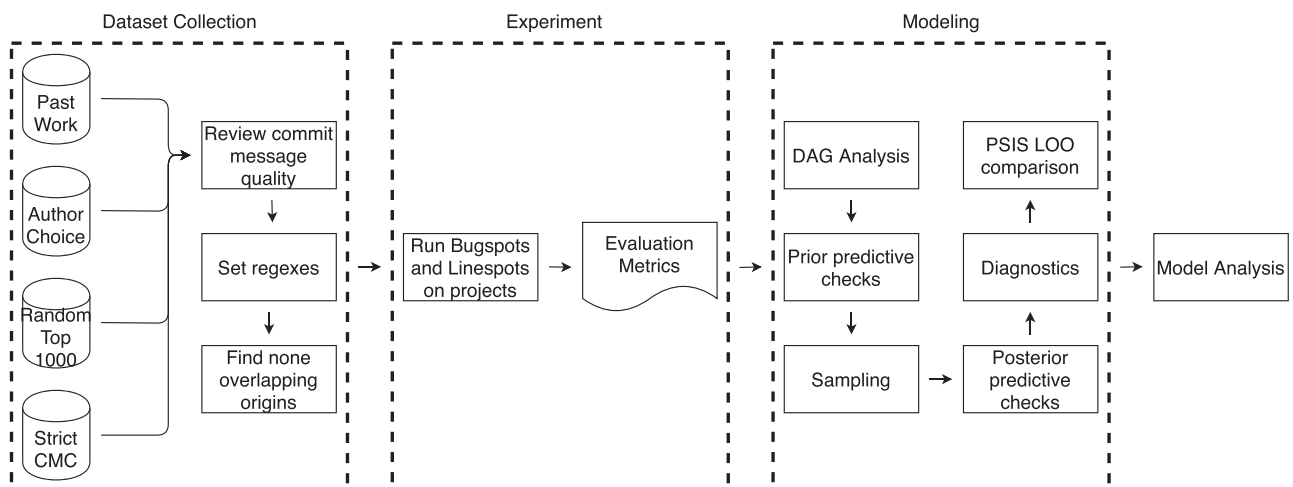 Dataset Collection
Experiment
Modeling
Past
Work
Author
Choice
Random
Top
1000
Strict
CMC
Review commit
message
quality
Set regexes
Find none
overlapping
origins
Run Bugspots
and Linespots
on projects
Evaluation
Metrics
DAG Analysis
Prior predictive
checks
Sampling
Posterior
predictive
checks
Diagnostics
PSIS LOO
comparison
Model Analysis